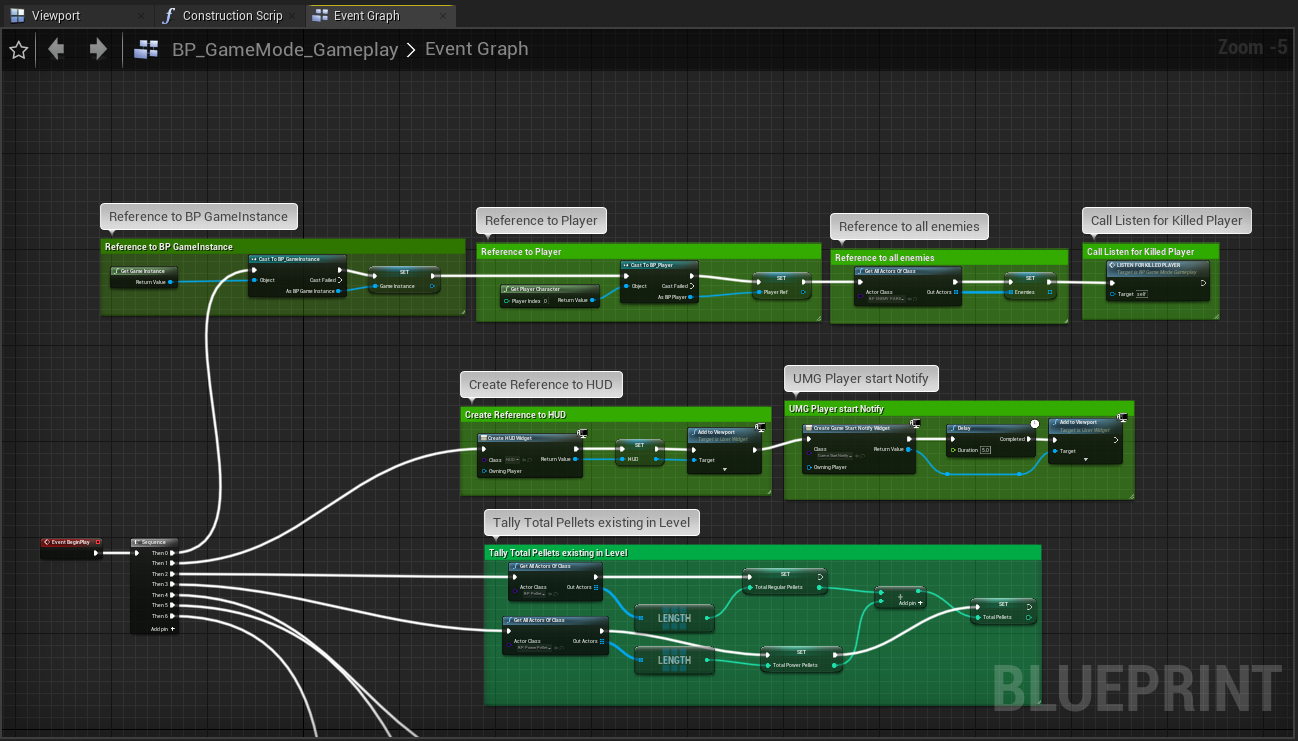 Viewport
Construction Scrip
Event Graph
BP_GameMode_Gameplay > Event Graph
Zoom -5
Reference to BP GameInstance
Reference to BP GameInstance
Get Game Instance
Return Value
Cast To BP_GameInstance
Object
Cast Failed
As BP Game Instance
SET
Game Instance
Reference to Player
Reference to Player
Get Player Character
Player Index 0
Return Value
Cast To BP_Player
Object
Cast Failed
As BP Player
SET
Player Ref
Reference to all enemies
Reference to all enemies
Get All Actors Of Class
Actor Class
Out Actors
SET
Enemies
Call Listen for Killed Player
Call Listen for Killed Player
LISTEN FOR KILLED PLAYER
Target is BP Game Mode Gameplay
Target self
Create Reference to HUD
Create Reference to HUD
Create HUD Widget
Class HUD
Return Value
Owning Player
SET
HUD
Add to Viewport
Target is User Widget
Target
UMG Player start Notify
UMG Player start Notify
Create Game Start Notify Widget
Class
Return Value
Owning Player
Delay
Completed
Duration 5.0
Add to Viewport
Target is User Widget
Target
Event BeginPlay
Sequence
Then 0
Then 1
Then 2
Then 3
Then 4
Then 5
Then 6
Add pin +
Tally Total Pellets existing in Level
Tally Total Pellets existing in Level
Get All Actors Of Class
Actor Class
Out Actors
LENGTH
SET
Total Regular Pellets
Get All Actors Of Class
Actor Class
Out Actors
LENGTH
SET
Total Power Pellets
+
Add pin +
SET
Total Pellets
BLUEPRINT